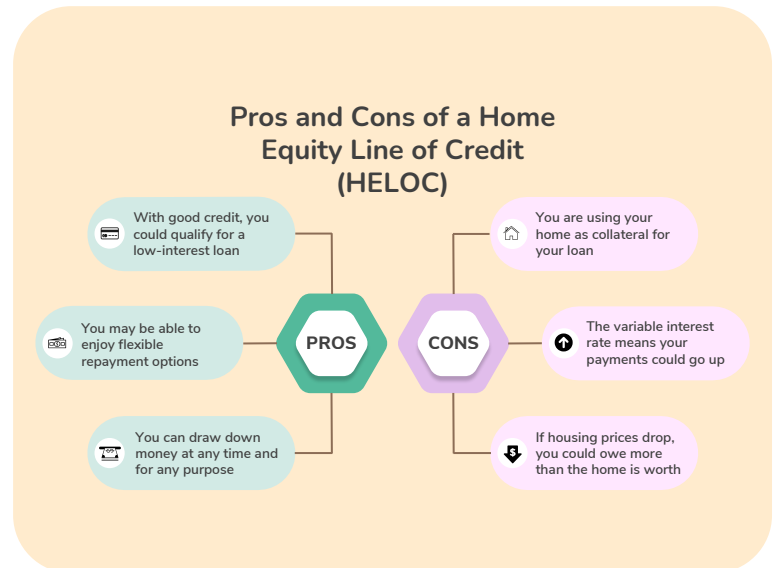 Pros and Cons of a Home
Equity Line of Credit
(HELOC)
With good credit, you
could qualify for a
low-interest loan
You may be able to
enjoy flexible
repayment options
You can draw down
money at any time and
for any purpose
PROS
CONS
You are using your
home as collateral for
your loan
The variable interest
rate means your
payments could go up
If housing prices drop,
you could owe more
than the home is worth